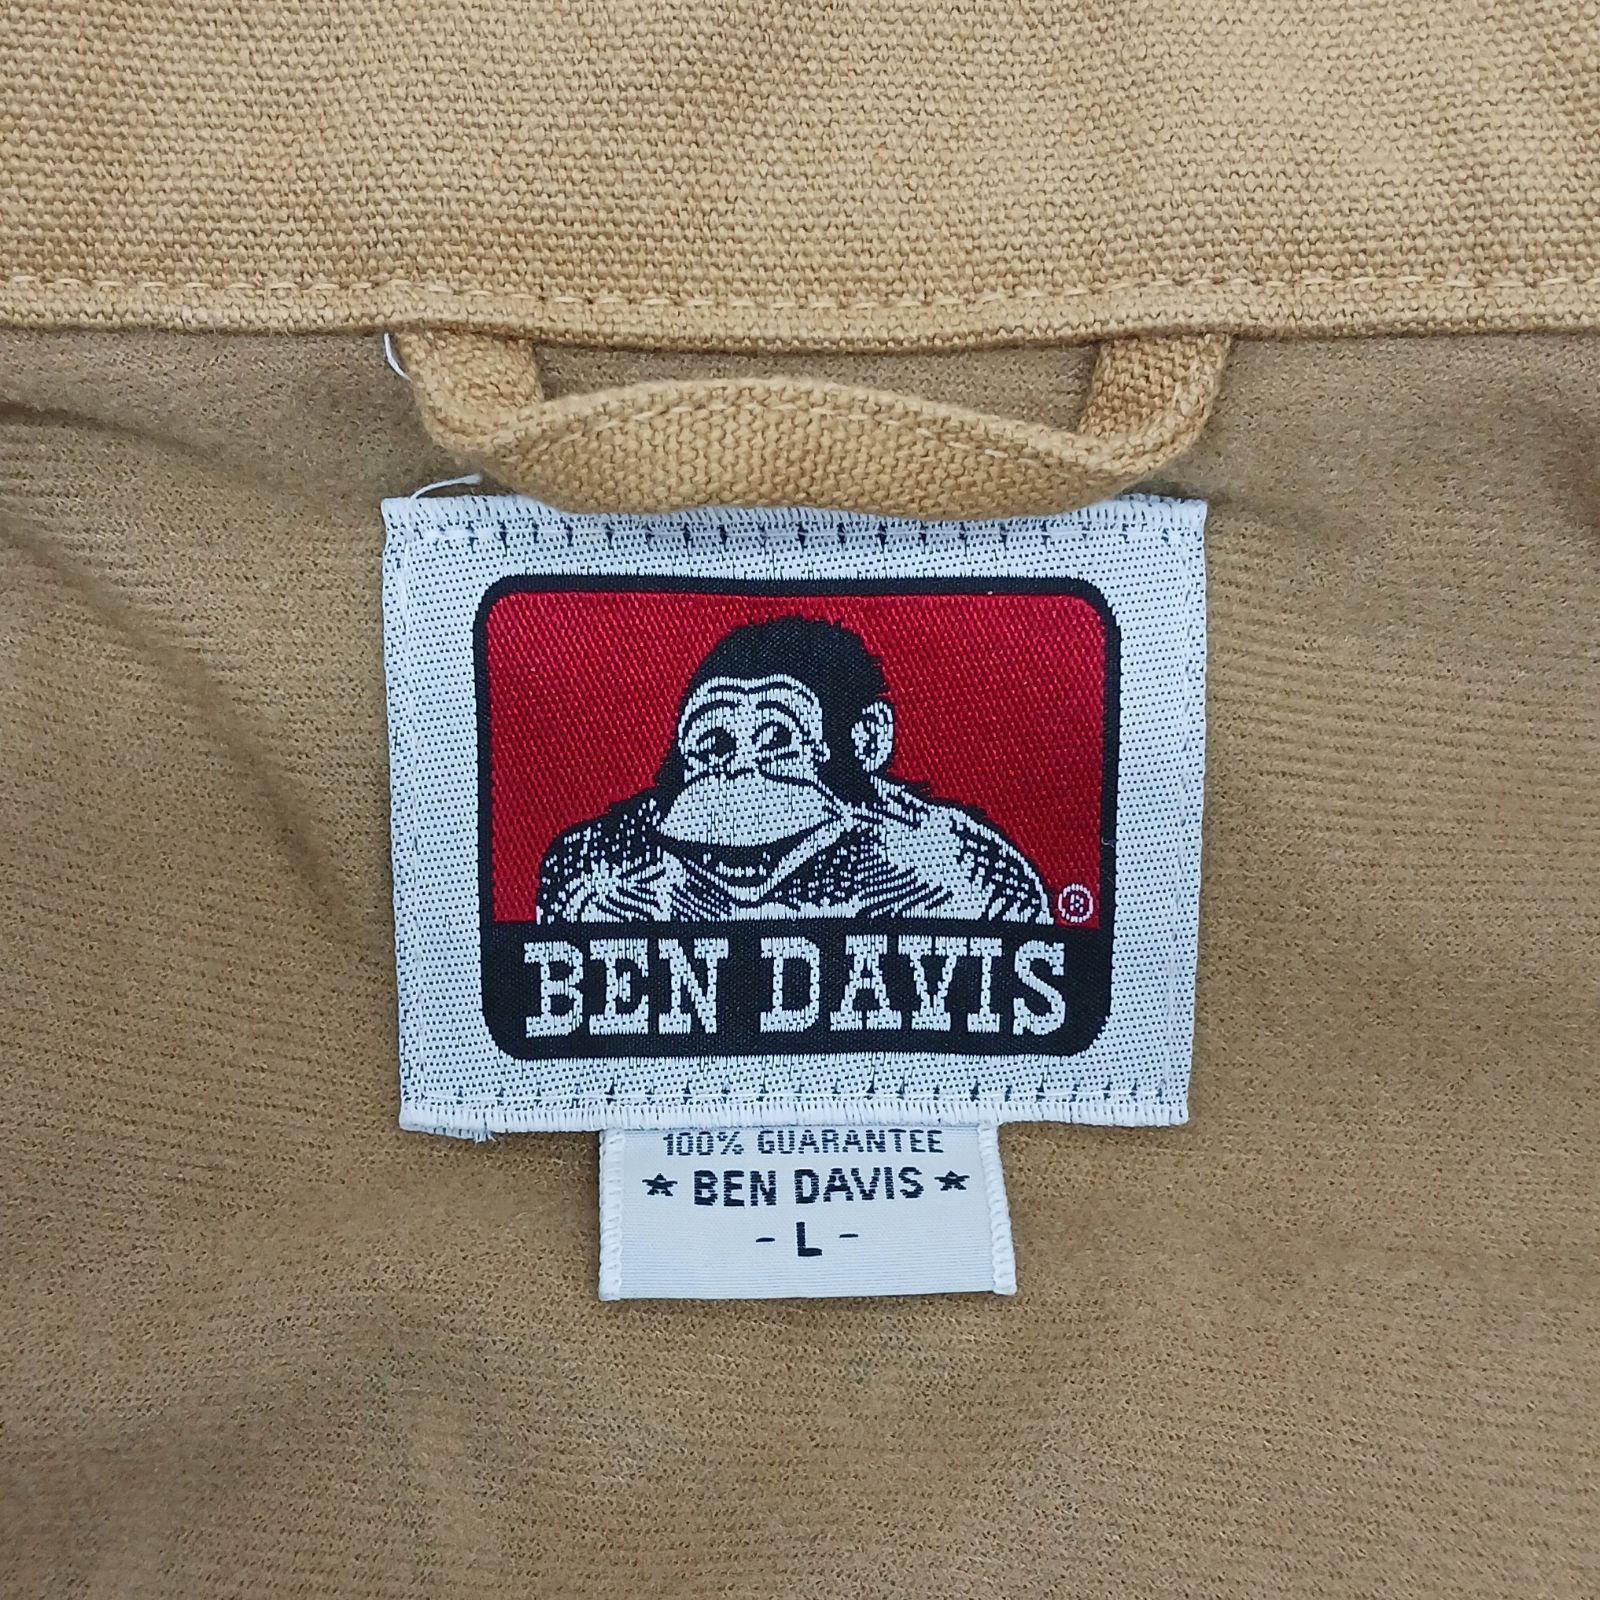 ®
BEN DAVIS
100% GUARANTEE
★ BEN DAVIS ★
- L -